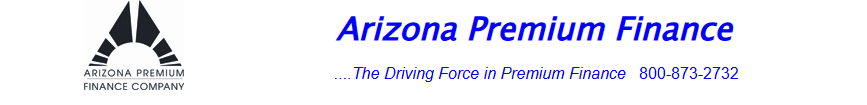 Arizona Premium Finance
ARIZONA PREMIUM
FINANCE COMPANY
....The Driving Force in Premium Finance 800-873-2732